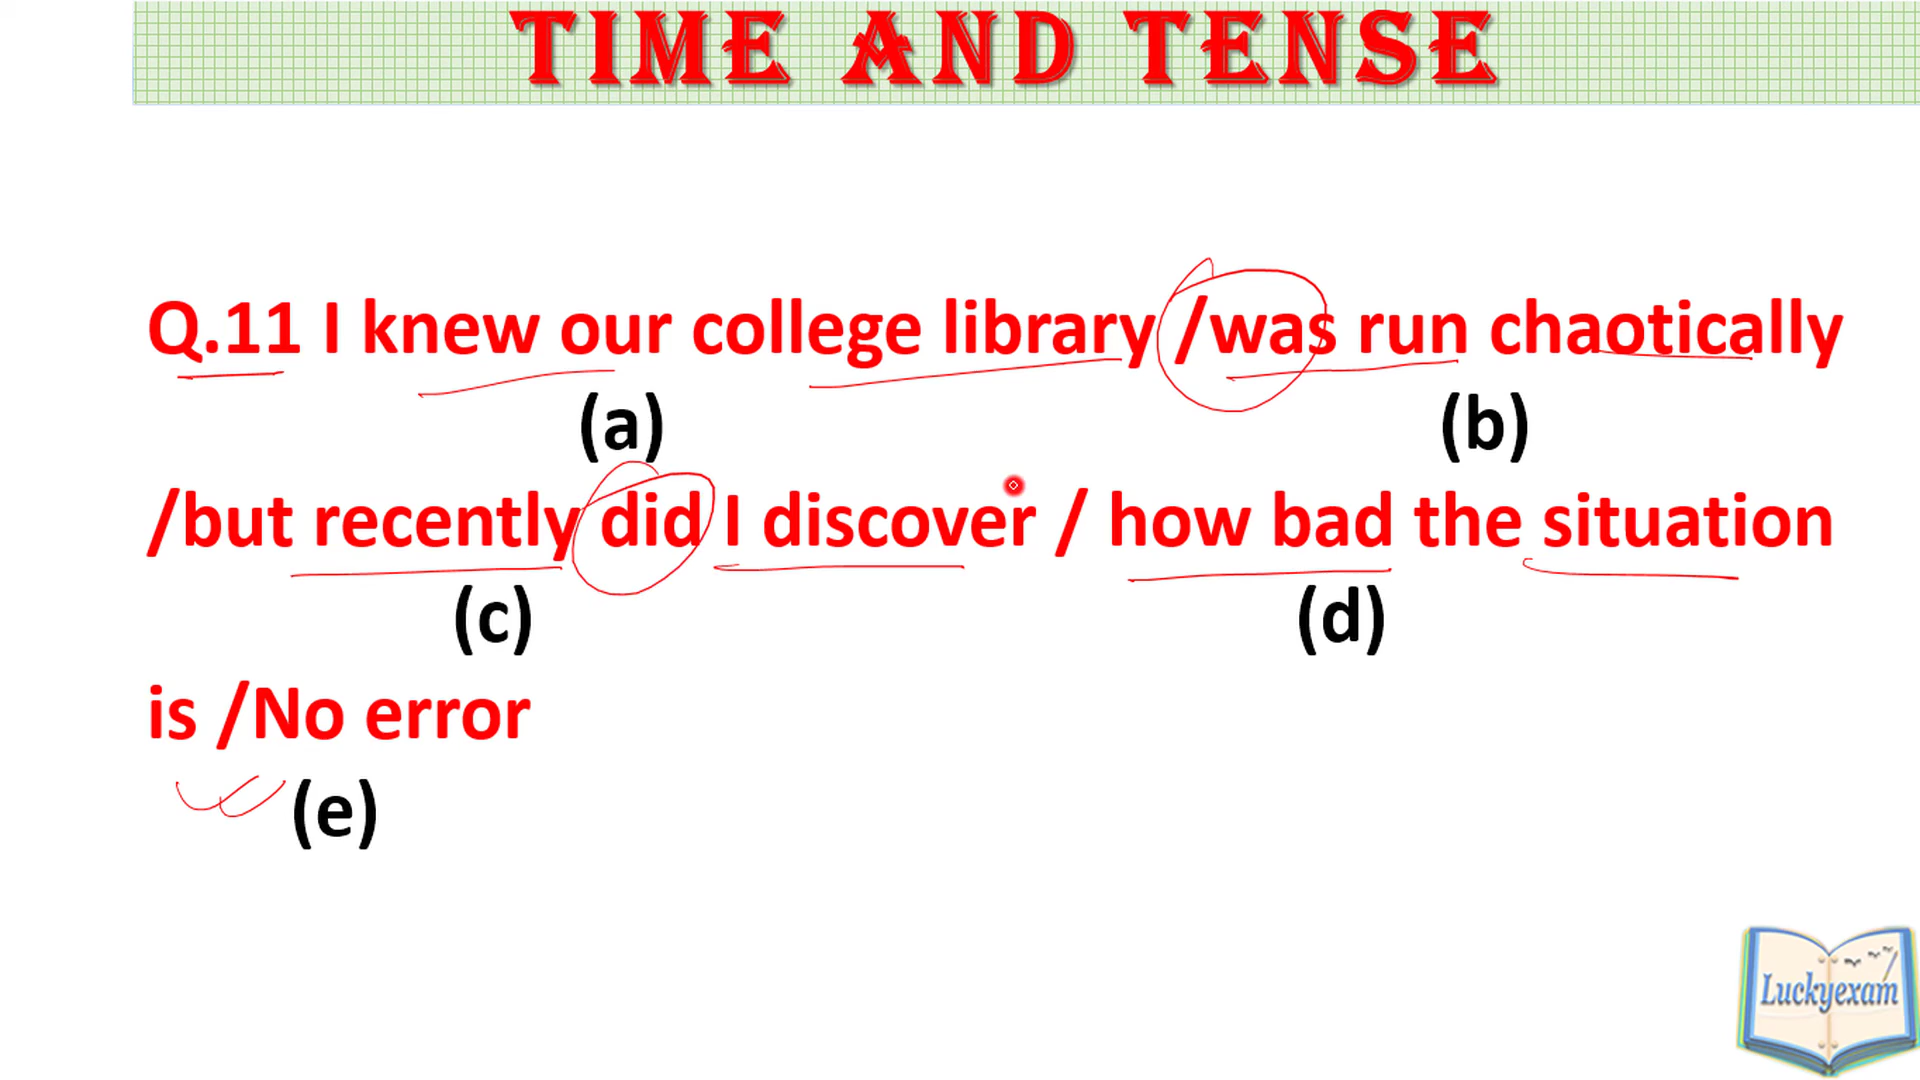 TIME AND TENSE
Q.11 I knew our college library /was run chaotically
(a) (b)
/but recently did I discover / how bad the situation
(c) (d)
is /No error
(e)
Luckyexam